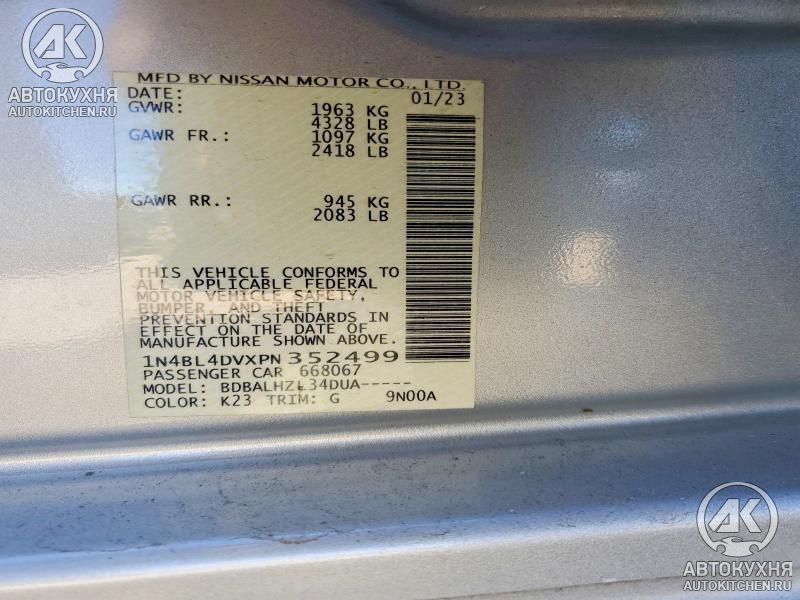 АК
АВТОКУХНЯ
AUTOKITCHEN.RU
MFD BY NISSAN MOTOR CO., LTD.
DATE: 01/23
GVWR: 1963 KG
4328 LB
GAWR FR.: 1097 KG
2418 LB
GAWR RR.: 945 KG
2083 LB
THIS VEHICLE CONFORMS TO
ALL APPLICABLE FEDERAL
MOTOR VEHICLE SAFETY,
BUMPER, AND THEFT
PREVENTION STANDARDS IN
EFFECT ON THE DATE OF
MANUFACTURE SHOWN ABOVE.
1N4BL4DVXPN352499
PASSENGER CAR 668067
MODEL: BDBALHZL34DUA-----
COLOR: K23 TRIM: G 9N00A
АК
АВТОКУХНЯ
AUTOKITCHEN.RU